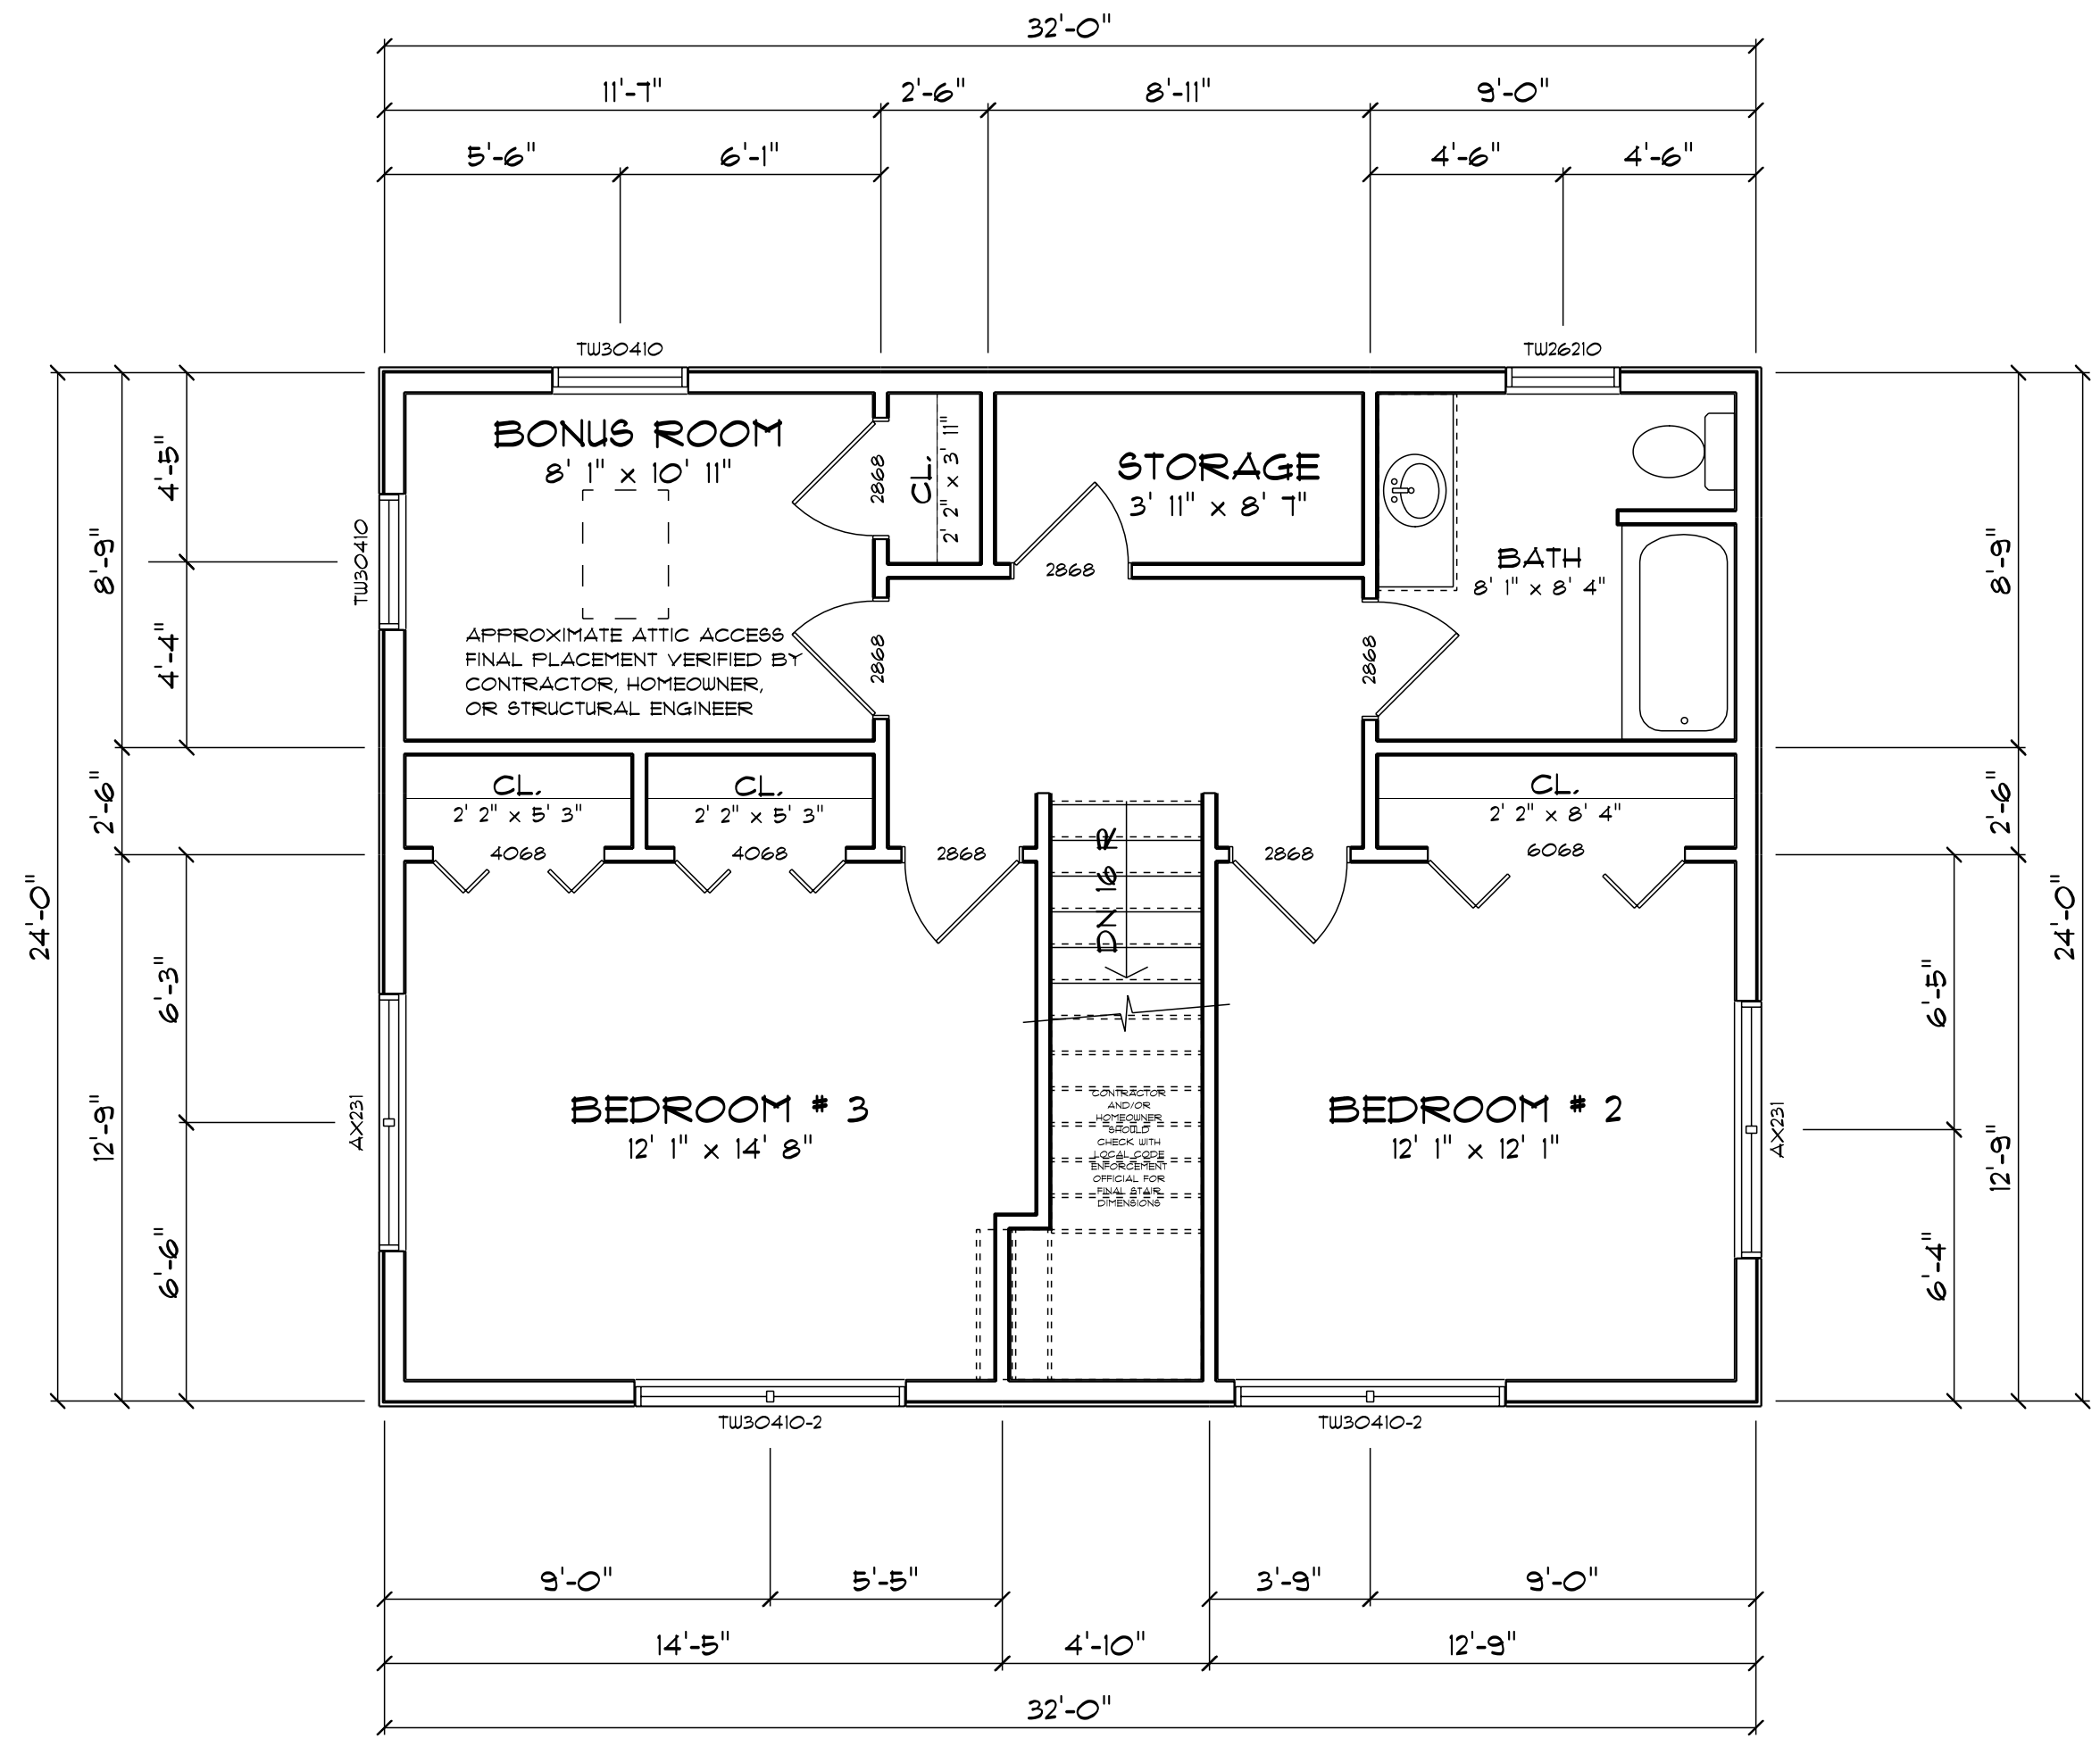 32'-0"
11'-7" 2'-6" 8'-11" 9'-0"
5'-6" 6'-1" 4'-6" 4'-6"
TW30410 TW26210
BONUS ROOM
8' 1" x 10' 11"
2868
CL.
2' 2" x 3' 11"
STORAGE
3' 11" x 8' 7"
2868
BATH
8' 1" x 8' 4"
APPROXIMATE ATTIC ACCESS
FINAL PLACEMENT VERIFIED BY
CONTRACTOR, HOMEOWNER,
OR STRUCTURAL ENGINEER
2868
2868
4'-5"
8'-9"
TW30410
4'-4"
8'-9"
CL.
2' 2" x 5' 3"
4068
CL.
2' 2" x 5' 3"
4068
2868
DN 16 R
2868
CL.
2' 2" x 8' 4"
6068
2'-6"
2'-6"
24'-0"
24'-0"
6'-3"
6'-5"
BEDROOM # 3
12' 1" x 14' 8"
CONTRACTOR
AND/OR
HOMEOWNER
SHOULD
CHECK WITH
LOCAL CODE
ENFORCEMENT
OFFICIAL FOR
FINAL STAIR
DIMENSIONS
BEDROOM # 2
12' 1" x 12' 1"
12'-9"
AX231
AX231
12'-9"
6'-6"
6'-4"
TW30410-2 TW30410-2
9'-0" 5'-5" 3'-9" 9'-0"
14'-5" 4'-10" 12'-9"
32'-0"